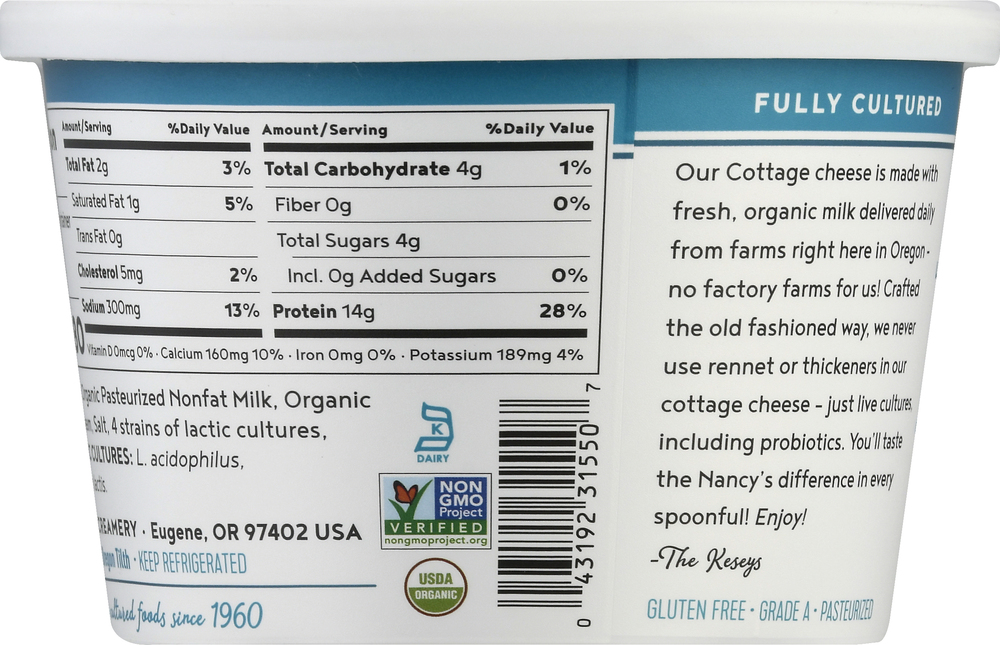 Amount/Serving %Daily Value Amount/Serving %Daily Value
Total Fat 2g 3% Total Carbohydrate 4g 1%
Saturated Fat 1g 5% Fiber 0g 0%
Trans Fat 0g Total Sugars 4g
Cholesterol 5mg 2% Incl. 0g Added Sugars 0%
Sodium 300mg 13% Protein 14g 28%
Vitamin D 0mcg 0% · Calcium 160mg 10% · Iron 0mg 0% · Potassium 189mg 4%
Pasteurized Nonfat Milk, Organic
Salt, 4 strains of lactic cultures,
CULTURES: L. acidophilus,
CREAMERY · Eugene, OR 97402 USA
Tilth · KEEP REFRIGERATED
foods since 1960
K
DAIRY
NON
GMO
Project
VERIFIED
nongmoproject.org
USDA
ORGANIC
0 43192 31550 7
FULLY CULTURED
Our Cottage cheese is made with
fresh, organic milk delivered daily
from farms right here in Oregon -
no factory farms for us! Crafted
the old fashioned way, we never
use rennet or thickeners in our
cottage cheese - just live cultures,
including probiotics. You'll taste
the Nancy's difference in every
spoonful! Enjoy!
-The Keseys
GLUTEN FREE · GRADE A · PASTEURIZED